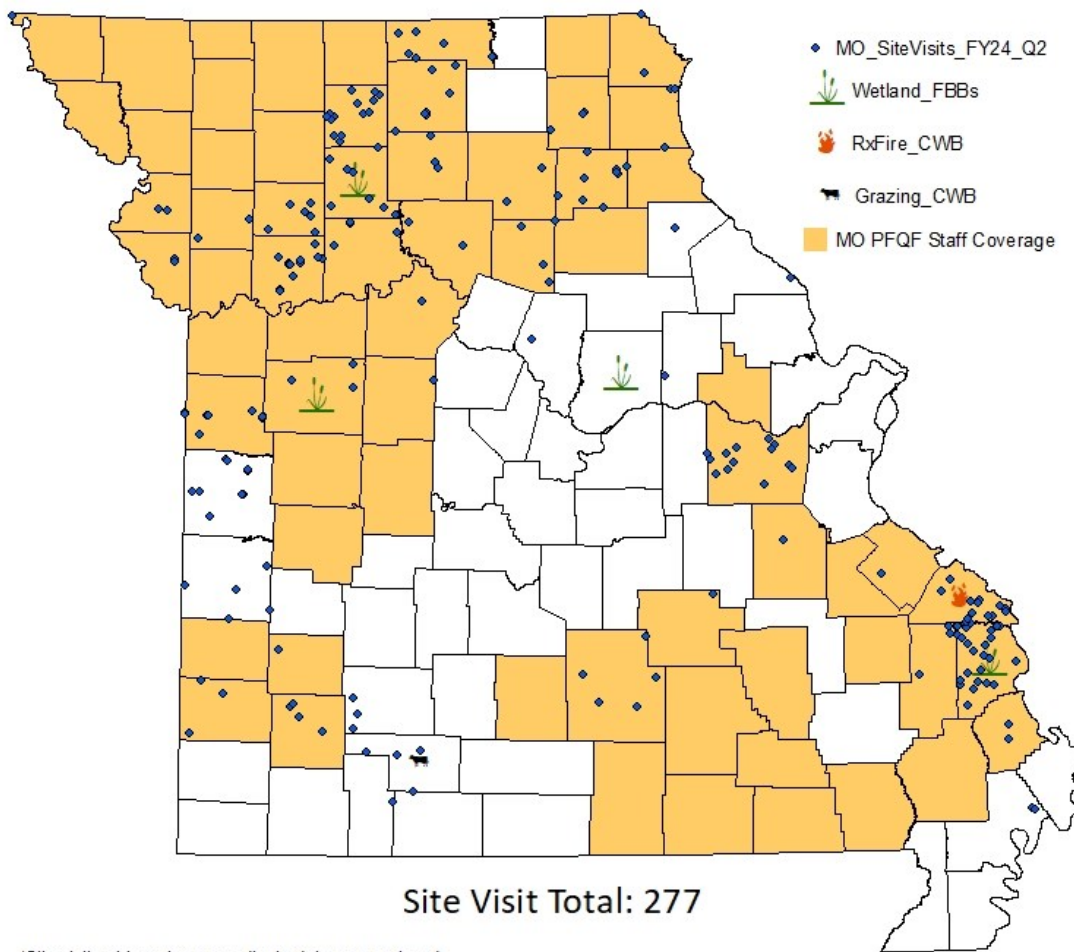 MO_SiteVisits_FY24_Q2
Wetland_FBBs
RxFire_CWB
Grazing_CWB
MO PFQF Staff Coverage
Site Visit Total: 277